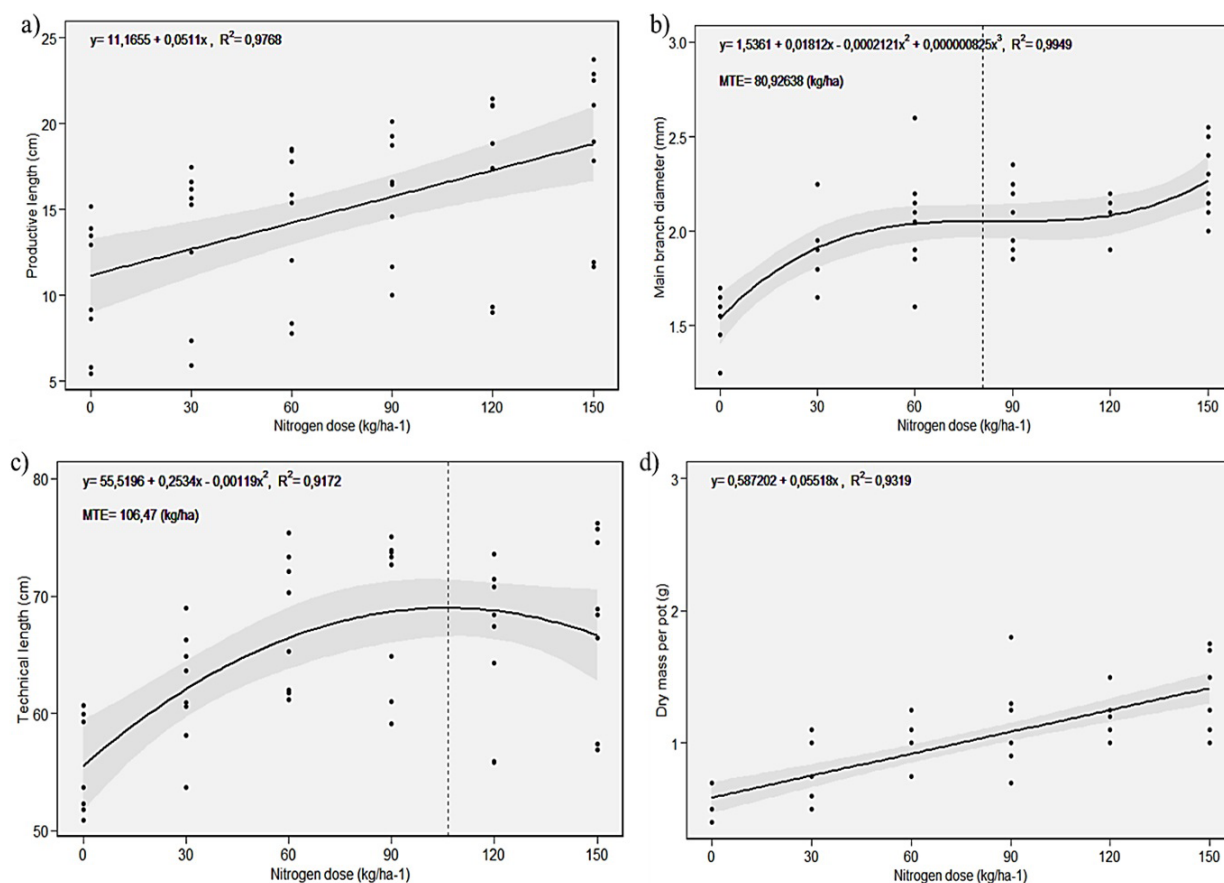 a)
y= 11,1655 + 0,0511x , R²= 0,9768
25
20
15
10
5
Productive length (cm)
0 30 60 90 120 150
Nitrogen dose (kg/ha-1)
b)
y= 1,5361 + 0,01812x - 0,0002121x² + 0,000000825x³, R²= 0,9949
MTE= 80,92638 (kg/ha)
3.0
2.5
2.0
1.5
Main branch diameter (mm)
0 30 60 90 120 150
Nitrogen dose (kg/ha-1)
c)
y= 55,5196 + 0,2534x - 0,00119x², R²= 0,9172
MTE= 106,47 (kg/ha)
80
70
60
50
Technical length (cm)
0 30 60 90 120 150
Nitrogen dose (kg/ha-1)
d)
y= 0,587202 + 0,05518x , R²= 0,9319
3
2
1
Dry mass per pot (g)
0 30 60 90 120 150
Nitrogen dose (kg/ha-1)